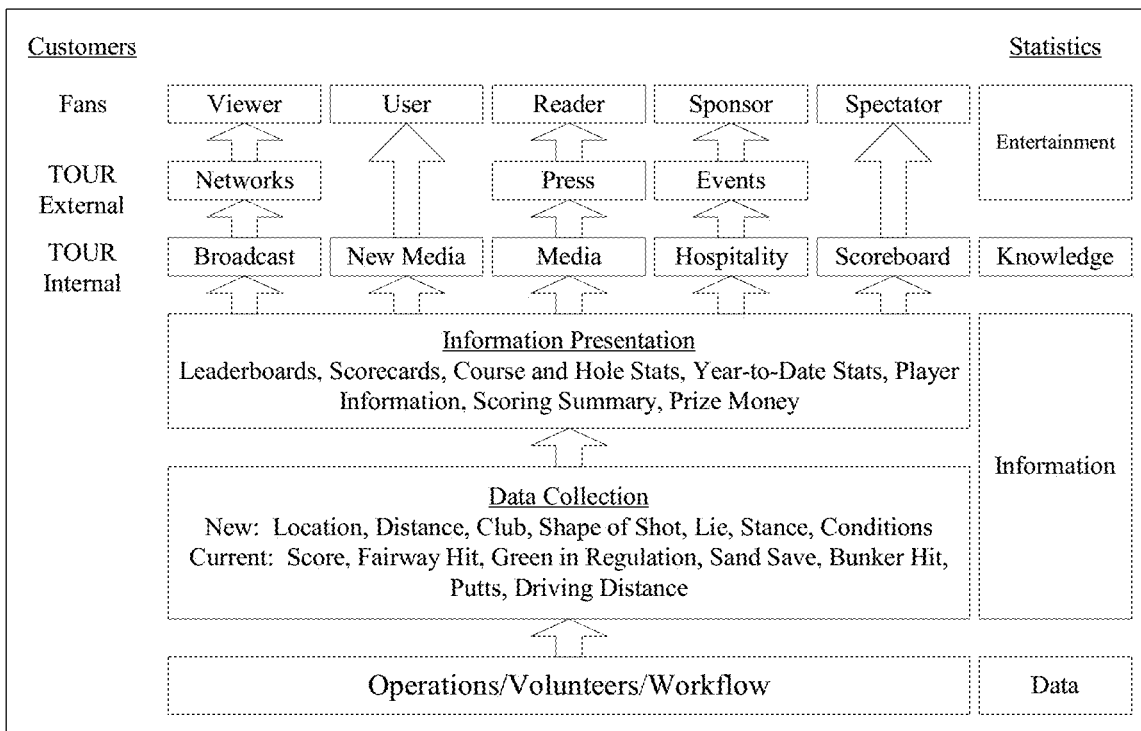 Customers
Statistics
Fans
Viewer
User
Reader
Sponsor
Spectator
Entertainment
TOUR
External
Networks
Press
Events
TOUR
Internal
Broadcast
New Media
Media
Hospitality
Scoreboard
Knowledge
Information Presentation
Leaderboards, Scorecards, Course and Hole Stats, Year-to-Date Stats, Player
Information, Scoring Summary, Prize Money
Information
Data Collection
New: Location, Distance, Club, Shape of Shot, Lie, Stance, Conditions
Current: Score, Fairway Hit, Green in Regulation, Sand Save, Bunker Hit,
Putts, Driving Distance
Operations/Volunteers/Workflow
Data